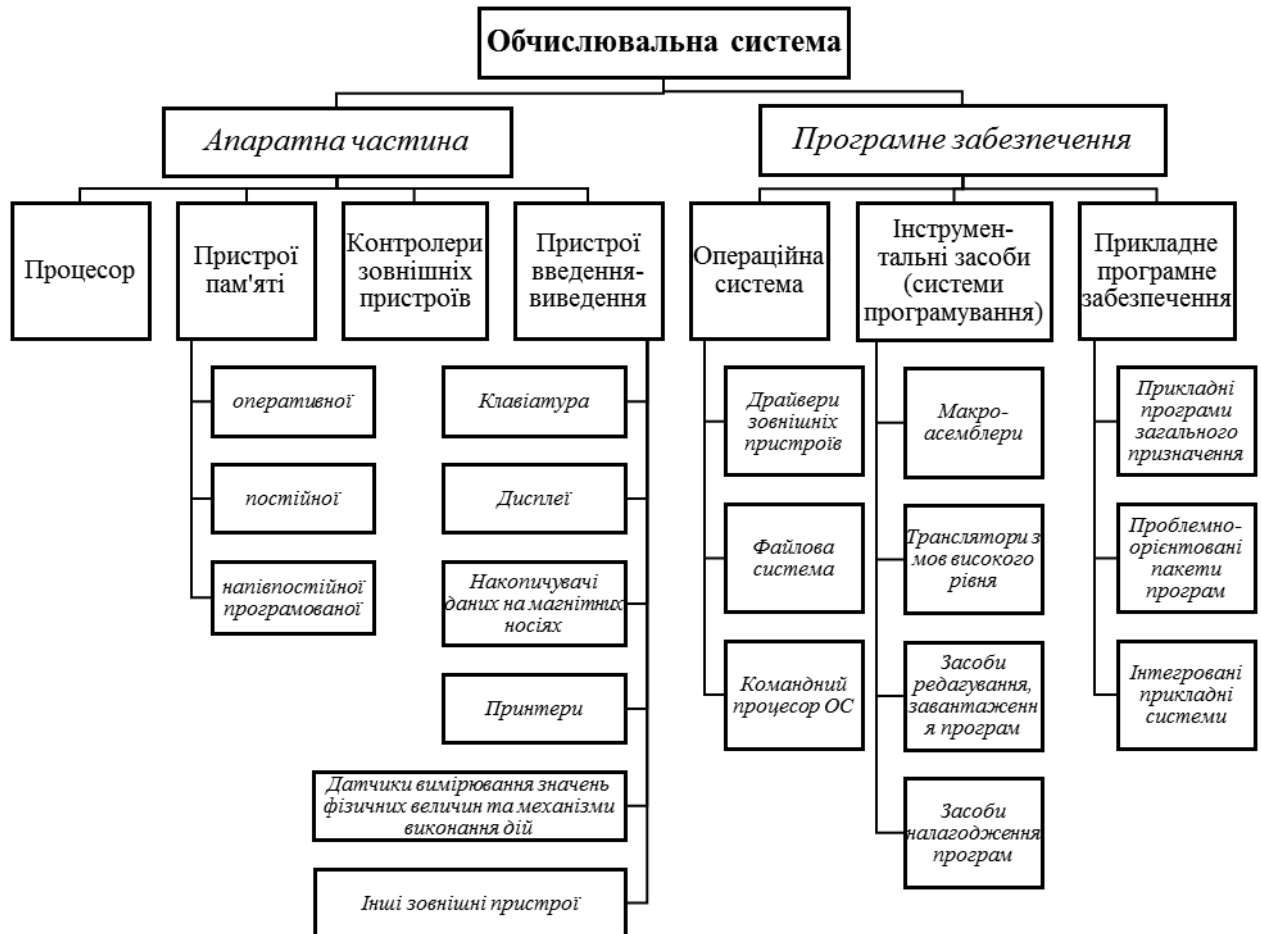 Обчислювальна система
Апаратна частина
Програмне забезпечення
Процесор
Пристрої
пам'яті
Контролери
зовнішніх
пристроїв
Пристрої
введення-
виведення
Операційна
система
Інструмен-
тальні засоби
(системи
програмування)
Прикладне
програмне
забезпечення
оперативної
постійної
напівпостійної
програмованої
Клавіатура
Дисплеї
Накопичувачі
даних на магнітних
носіях
Принтери
Датчики вимірювання значень
фізичних величин та механізми
виконання дій
Інші зовнішні пристрої
Драйвери
зовнішніх
пристроїв
Файлова
система
Командний
процесор ОС
Макро-
асемблери
Транслятори з
мов високого
рівня
Засоби
редагування,
завантаженн
я програм
Засоби
налагодження
програм
Прикладні
програми
загального
призначення
Проблемно-
орієнтовані
пакети
програм
Інтегровані
прикладні
системи